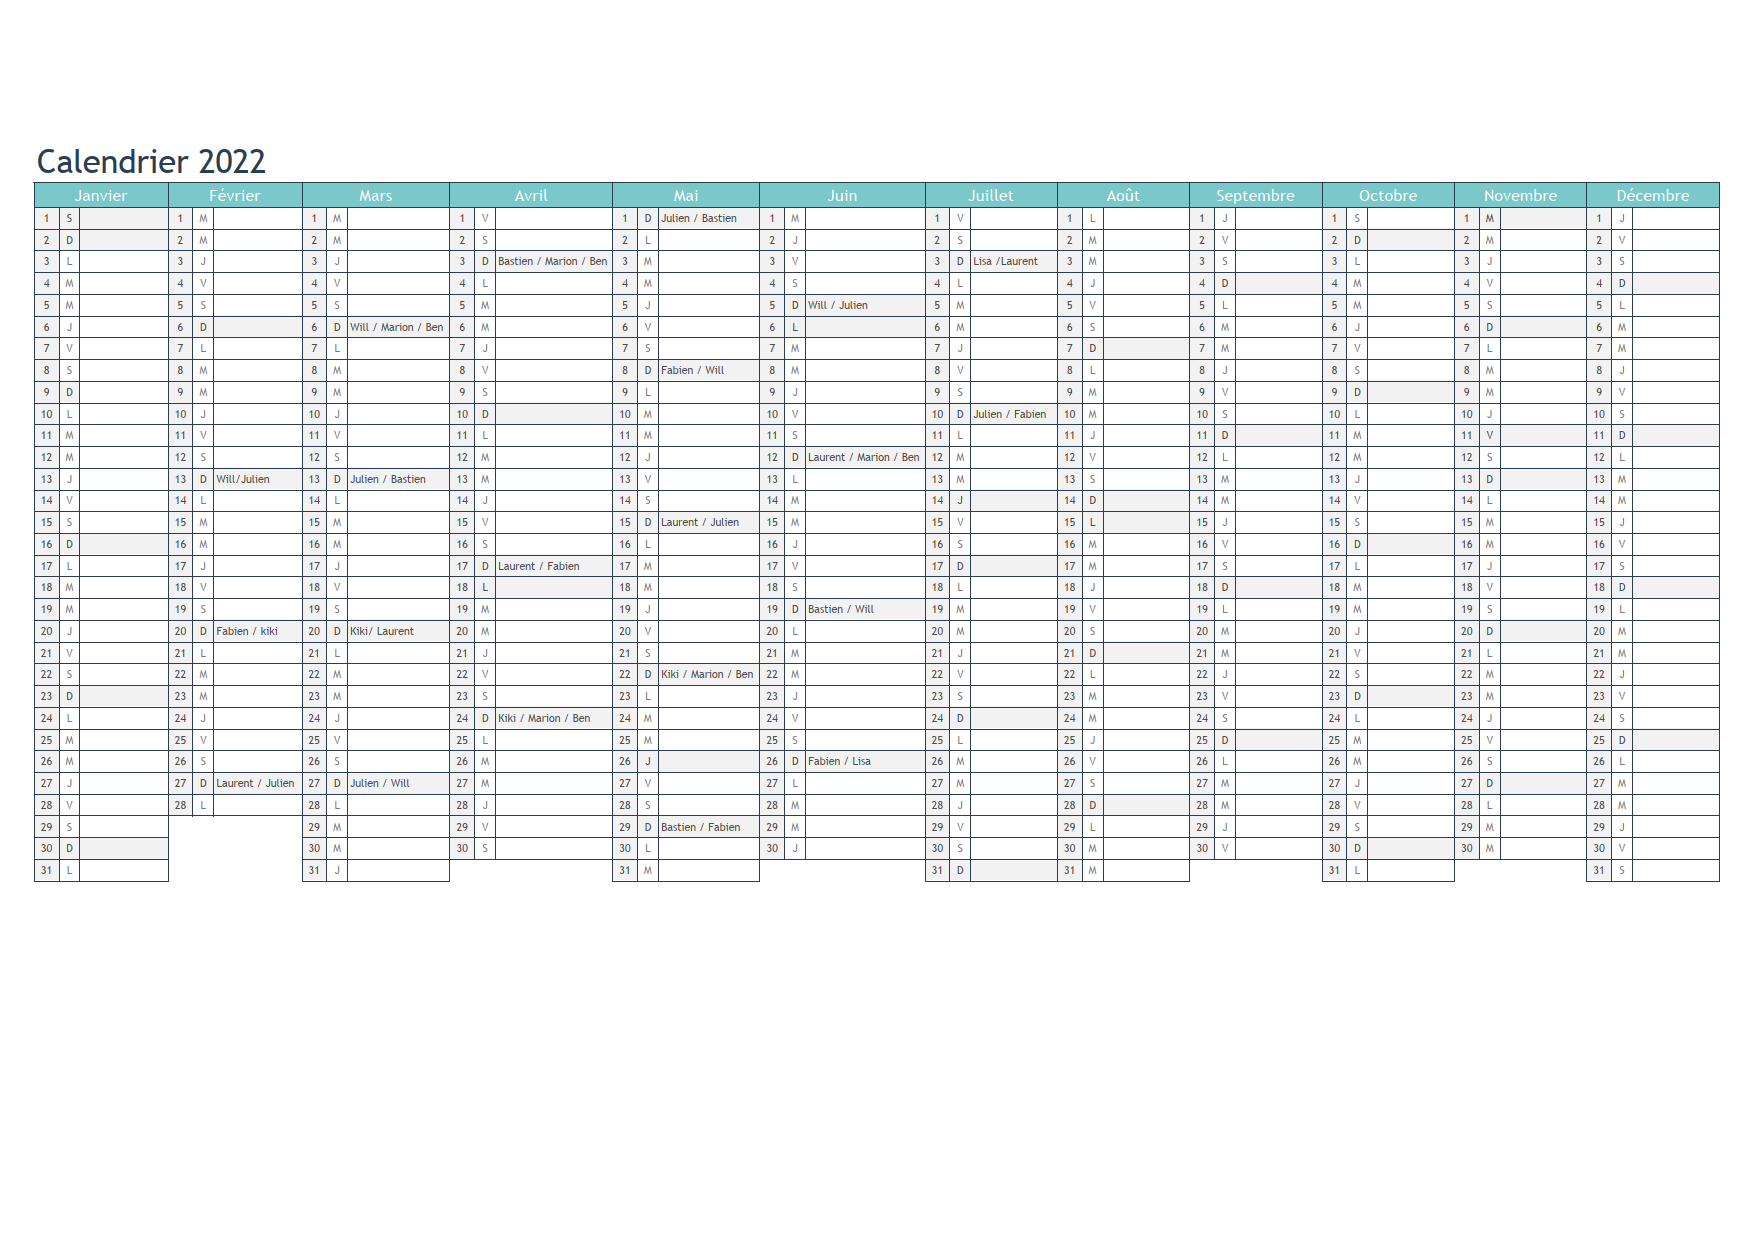 Calendrier 2022
Janvier Février Mars Avril Mai Juin Juillet Août Septembre Octobre Novembre Décembre
1 S 1 M 1 M 1 V 1 D Julien / Bastien 1 M 1 V 1 L 1 J 1 S 1 M 1 J
2 D 2 M 2 M 2 S 2 L 2 J 2 S 2 M 2 V 2 D 2 M 2 V
3 L 3 J 3 J 3 D Bastien / Marion / Ben 3 M 3 V 3 D Lisa /Laurent 3 M 3 S 3 L 3 J 3 S
4 M 4 V 4 V 4 L 4 M 4 S 4 L 4 J 4 D 4 M 4 V 4 D
5 M 5 S 5 S 5 M 5 J 5 D Will / Julien 5 M 5 V 5 L 5 M 5 S 5 L
6 J 6 D 6 D Will / Marion / Ben 6 M 6 V 6 L 6 M 6 S 6 M 6 J 6 D 6 M
7 V 7 L 7 L 7 J 7 S 7 M 7 J 7 D 7 M 7 V 7 L 7 M
8 S 8 M 8 M 8 V 8 D Fabien / Will 8 M 8 V 8 L 8 J 8 S 8 M 8 J
9 D 9 M 9 M 9 S 9 L 9 J 9 S 9 M 9 V 9 D 9 M 9 V
10 L 10 J 10 J 10 D 10 M 10 V 10 D Julien / Fabien 10 M 10 S 10 L 10 J 10 S
11 M 11 V 11 V 11 L 11 M 11 S 11 L 11 J 11 D 11 M 11 V 11 D
12 M 12 S 12 S 12 M 12 J 12 D Laurent / Marion / Ben 12 M 12 V 12 L 12 M 12 S 12 L
13 J 13 D Will/Julien 13 D Julien / Bastien 13 M 13 V 13 L 13 M 13 S 13 M 13 J 13 D 13 M
14 V 14 L 14 L 14 J 14 S 14 M 14 J 14 D 14 M 14 V 14 L 14 M
15 S 15 M 15 M 15 V 15 D Laurent / Julien 15 M 15 V 15 L 15 J 15 S 15 M 15 J
16 D 16 M 16 M 16 S 16 L 16 J 16 S 16 M 16 V 16 D 16 M 16 V
17 L 17 J 17 J 17 D Laurent / Fabien 17 M 17 V 17 D 17 M 17 S 17 L 17 J 17 S
18 M 18 V 18 V 18 L 18 M 18 S 18 L 18 J 18 D 18 M 18 V 18 D
19 M 19 S 19 S 19 M 19 J 19 D Bastien / Will 19 M 19 V 19 L 19 M 19 S 19 L
20 J 20 D Fabien / kiki 20 D Kiki/ Laurent 20 M 20 V 20 L 20 M 20 S 20 M 20 J 20 D 20 M
21 V 21 L 21 L 21 J 21 S 21 M 21 J 21 D 21 M 21 V 21 L 21 M
22 S 22 M 22 M 22 V 22 D Kiki / Marion / Ben 22 M 22 V 22 L 22 J 22 S 22 M 22 J
23 D 23 M 23 M 23 S 23 L 23 J 23 S 23 M 23 V 23 D 23 M 23 V
24 L 24 J 24 J 24 D Kiki / Marion / Ben 24 M 24 V 24 D 24 M 24 S 24 L 24 J 24 S
25 M 25 V 25 V 25 L 25 M 25 S 25 L 25 J 25 D 25 M 25 V 25 D
26 M 26 S 26 S 26 M 26 J 26 D Fabien / Lisa 26 M 26 V 26 L 26 M 26 S 26 L
27 J 27 D Laurent / Julien 27 D Julien / Will 27 M 27 V 27 L 27 M 27 S 27 M 27 J 27 D 27 M
28 V 28 L 28 L 28 J 28 S 28 M 28 J 28 D 28 M 28 V 28 L 28 M
29 S 29 M 29 V 29 D Bastien / Fabien 29 M 29 V 29 L 29 J 29 S 29 M 29 J
30 D 30 M 30 S 30 L 30 J 30 S 30 M 30 V 30 D 30 M 30 V
31 L 31 J 31 M 31 D 31 M 31 L 31 S